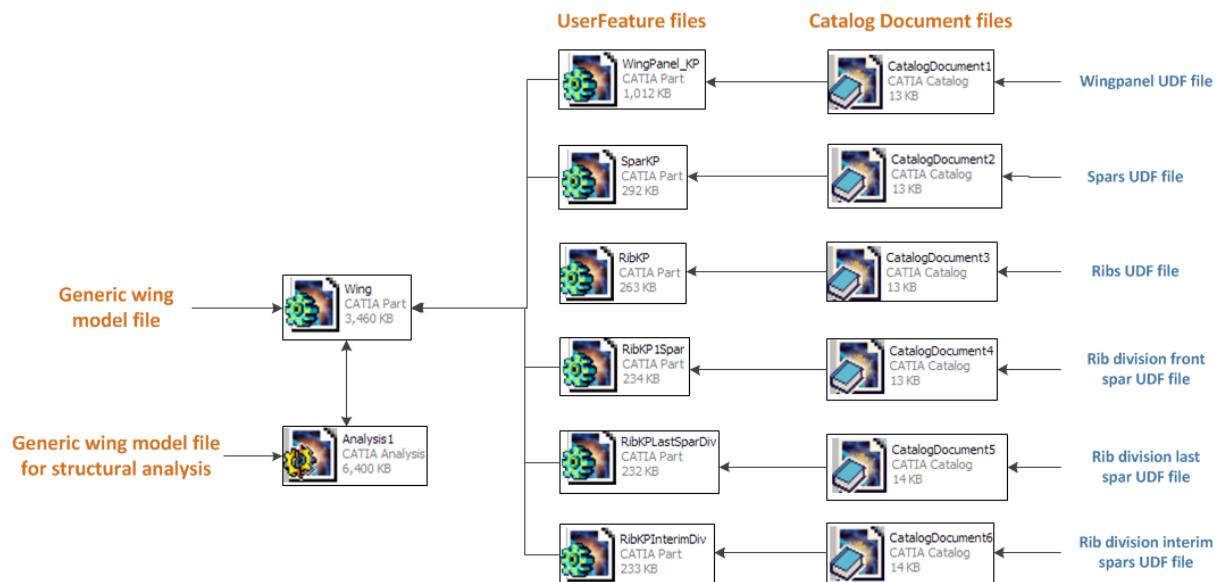 UserFeature files
Catalog Document files
WingPanel_KP
CATIA Part
1,012 KB
CatalogDocument1
CATIA Catalog
13 KB
Wingpanel UDF file
SparKP
CATIA Part
292 KB
CatalogDocument2
CATIA Catalog
13 KB
Spars UDF file
RibKP
CATIA Part
263 KB
CatalogDocument3
CATIA Catalog
13 KB
Ribs UDF file
Generic wing
model file
Wing
CATIA Part
3,460 KB
RibKP1Spar
CATIA Part
234 KB
CatalogDocument4
CATIA Catalog
13 KB
Rib division front
spar UDF file
Generic wing model file
for structural analysis
Analysis1
CATIA Analysis
6,400 KB
RibKPLastSparDiv
CATIA Part
232 KB
CatalogDocument5
CATIA Catalog
14 KB
Rib division last
spar UDF file
RibKPInterimDiv
CATIA Part
233 KB
CatalogDocument6
CATIA Catalog
14 KB
Rib division interim
spars UDF file